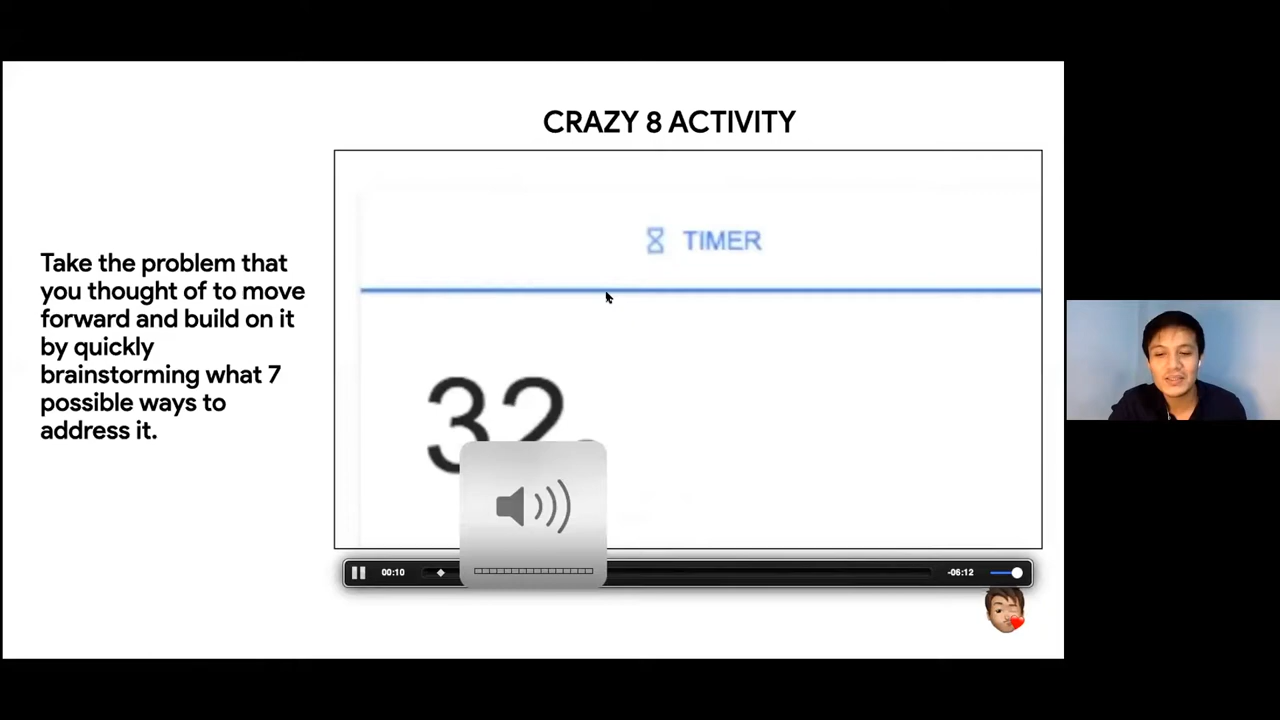 CRAZY 8 ACTIVITY
Take the problem that
you thought of to move
forward and build on it
by quickly
brainstorming what 7
possible ways to
address it.
TIMER
32
00:10
-06:12